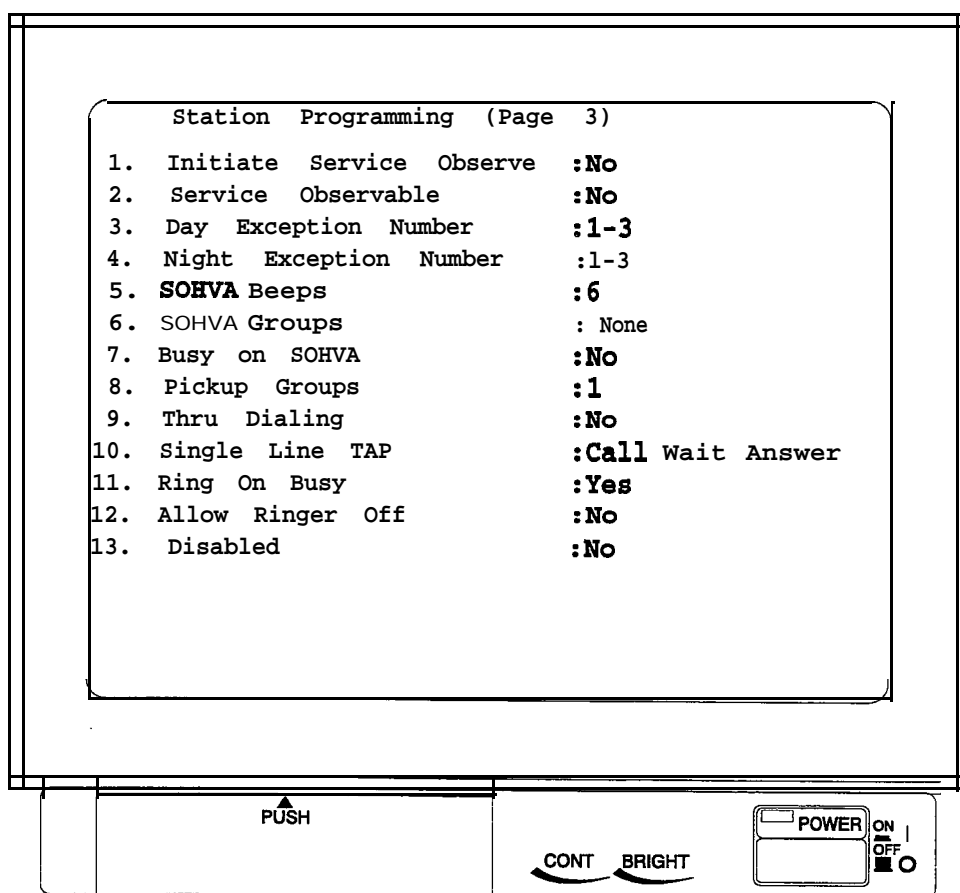 Station Programming (Page 3)
1. Initiate Service Observe :No
2. Service Observable :No
3. Day Exception Number :1-3
4. Night Exception Number :1-3
5. SOHVA Beeps :6
6. SOHVA Groups : None
7. Busy on SOHVA :No
8. Pickup Groups :1
9. Thru Dialing :No
10. Single Line TAP :Call Wait Answer
11. Ring On Busy :Yes
12. Allow Ringer Off :No
13. Disabled :No
PUSH
CONT BRIGHT
POWER
ON
OFF